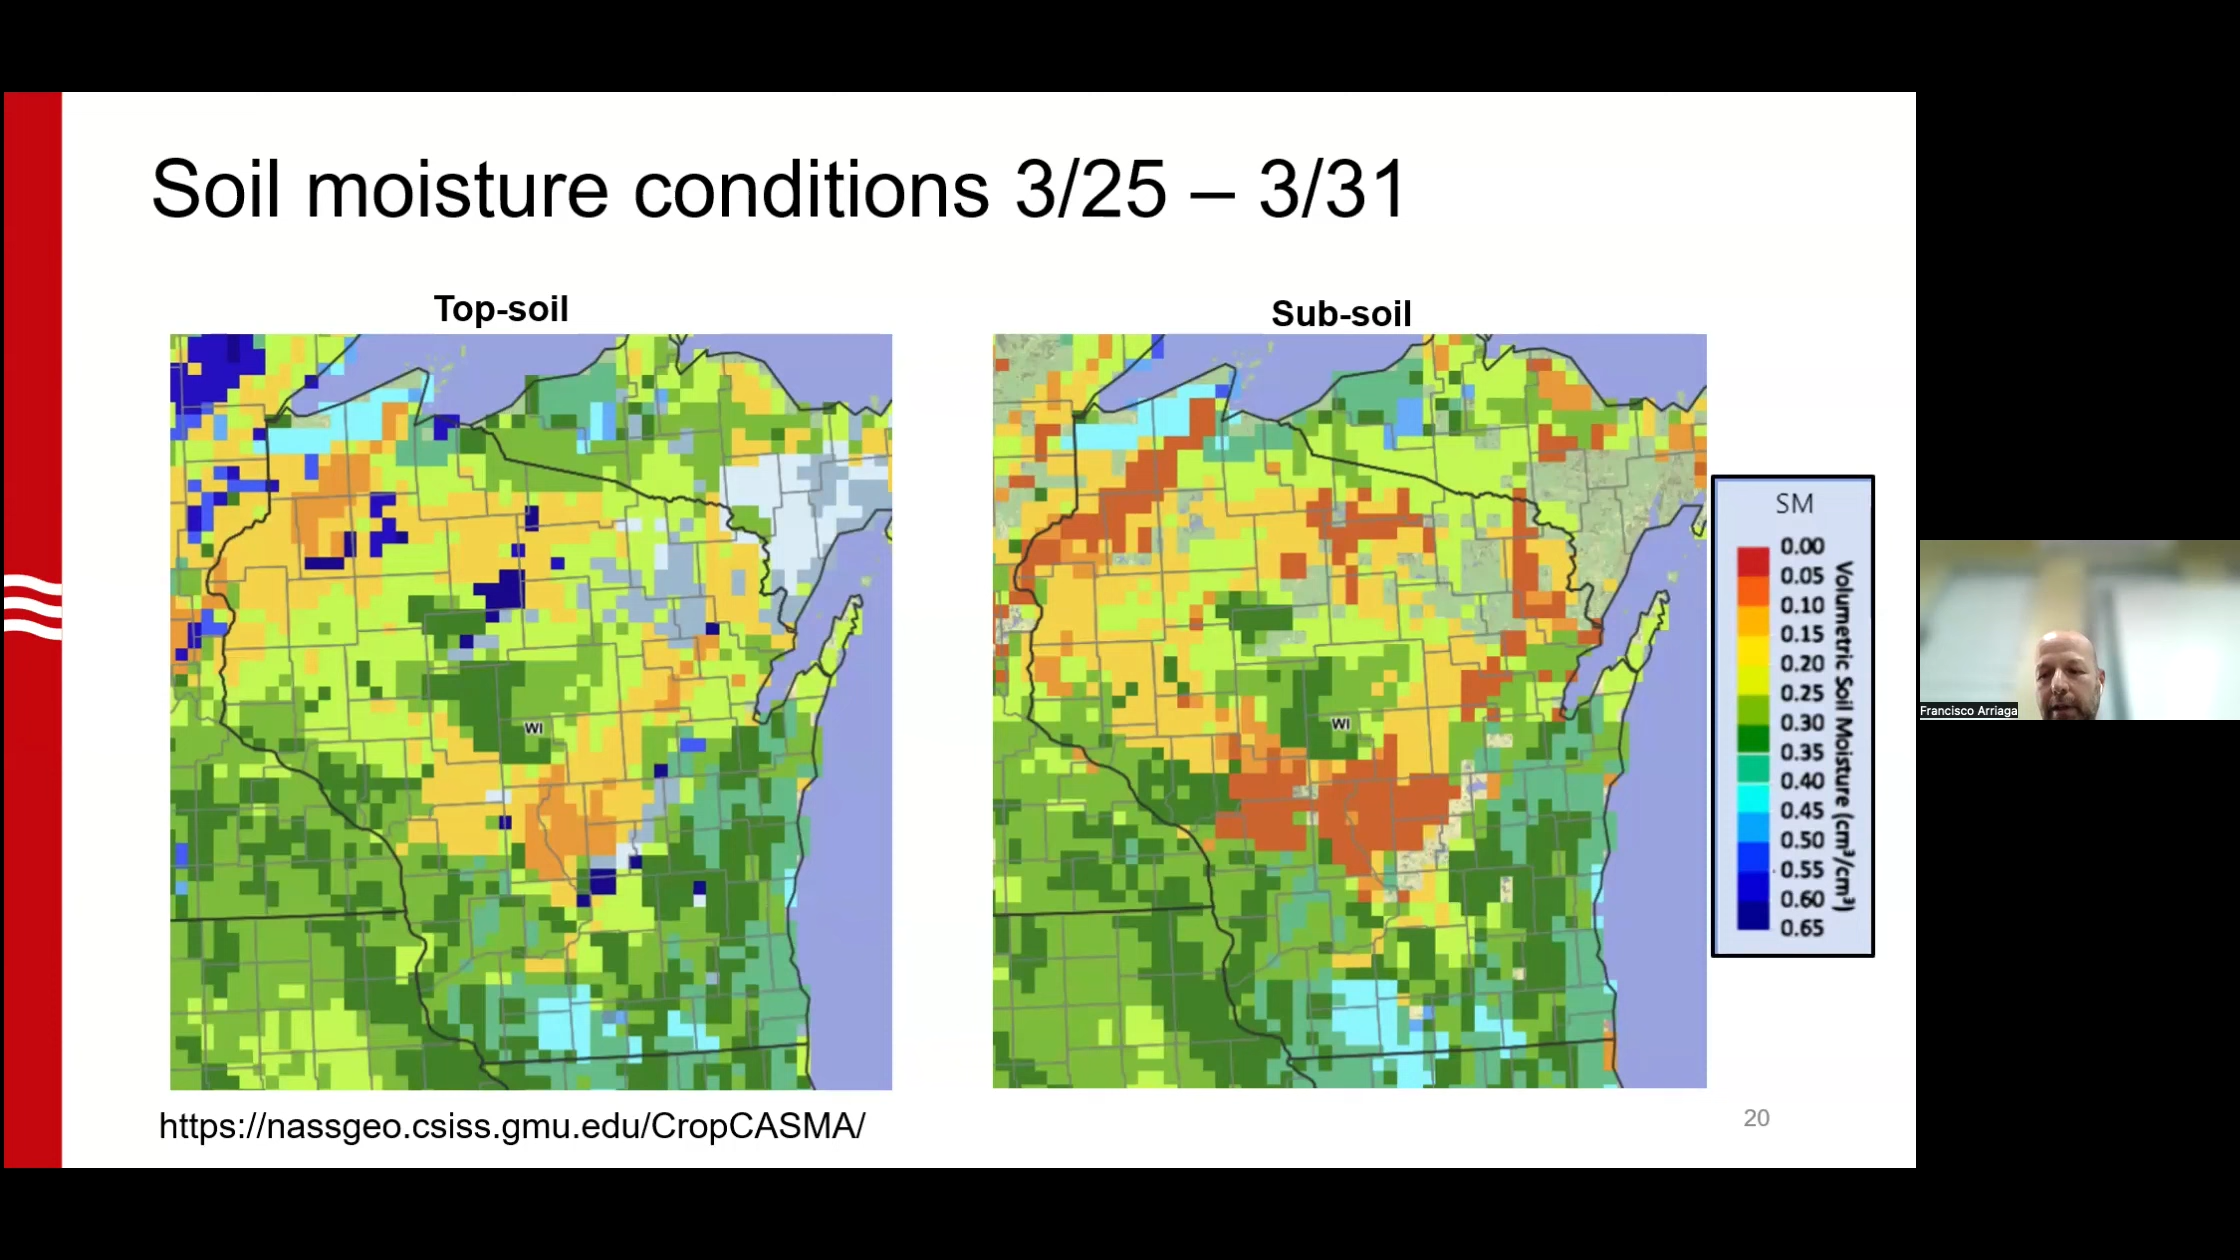 Soil moisture conditions 3/25 – 3/31
Top-soil
Sub-soil
WI
WI
SM
0.00
0.05
0.10
0.15
0.20
0.25
0.30
0.35
0.40
0.45
0.50
0.55
0.60
0.65
Volumetric Soil Moisture (cm³/cm³)
Francisco Arriaga
https://nassgeo.csiss.gmu.edu/CropCASMA/
20